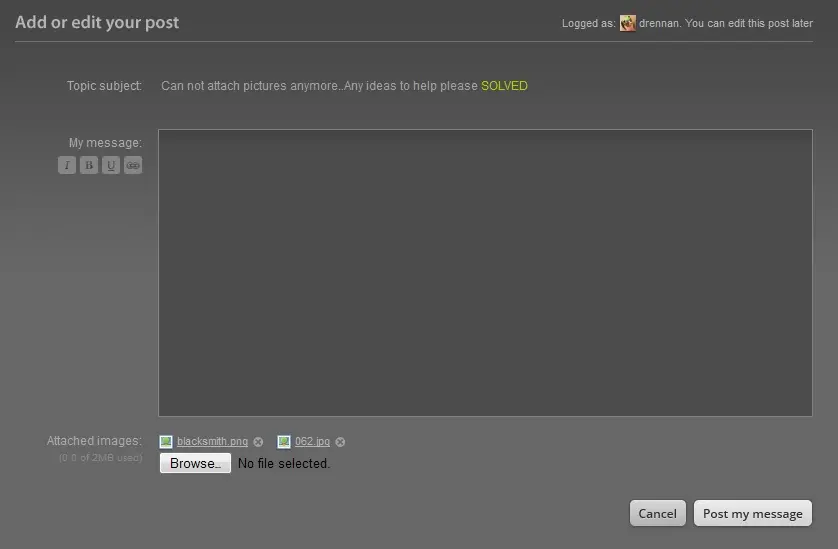 Add or edit your post
Logged as: drennan. You can edit this post later
Topic subject: Can not attach pictures anymore..Any ideas to help please SOLVED
My message:
I B U
Attached images: blacksmith.png 062.jpg
of 2MB used)
Browse... No file selected.
Cancel Post my message